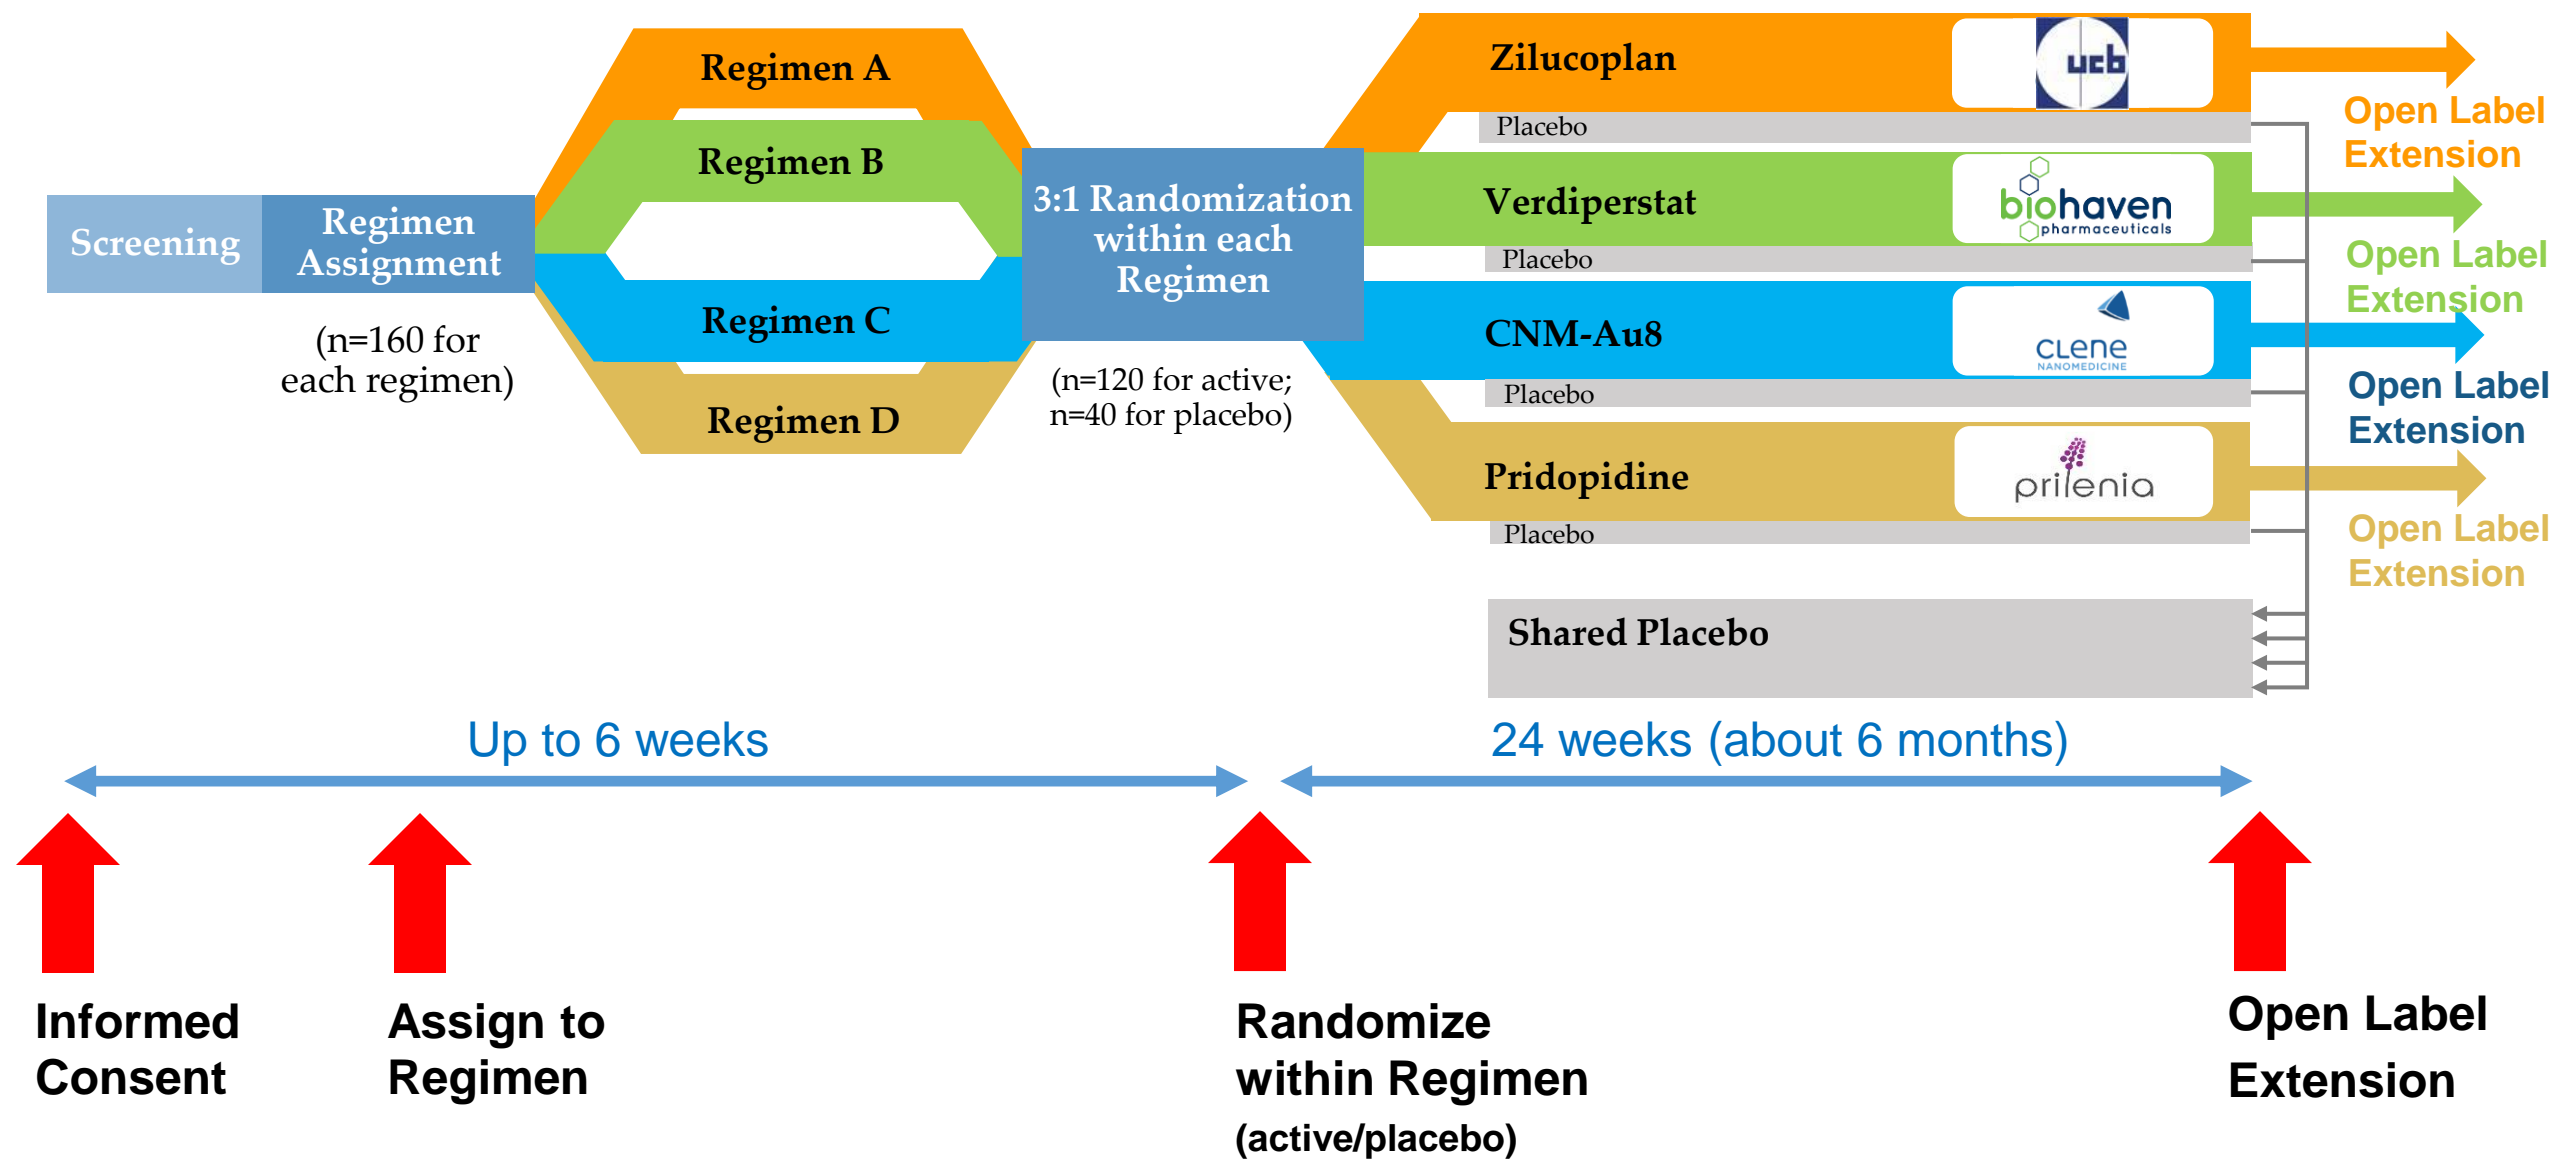 Screening
Regimen
Assignment
(n=160 for
each regimen)
Regimen A
Regimen B
Regimen C
Regimen D
3:1 Randomization
within each
Regimen
(n=120 for active;
n=40 for placebo)
Zilucoplan
ucb
Placebo
Open Label
Extension
Verdiperstat
biohaven
pharmaceuticals
Placebo
Open Label
Extension
CNM-Au8
CLENE
NANOMEDICINE
Placebo
Open Label
Extension
Pridopidine
prilenia
Placebo
Open Label
Extension
Shared Placebo
Up to 6 weeks
24 weeks (about 6 months)
Informed
Consent
Assign to
Regimen
Randomize
within Regimen
(active/placebo)
Open Label
Extension